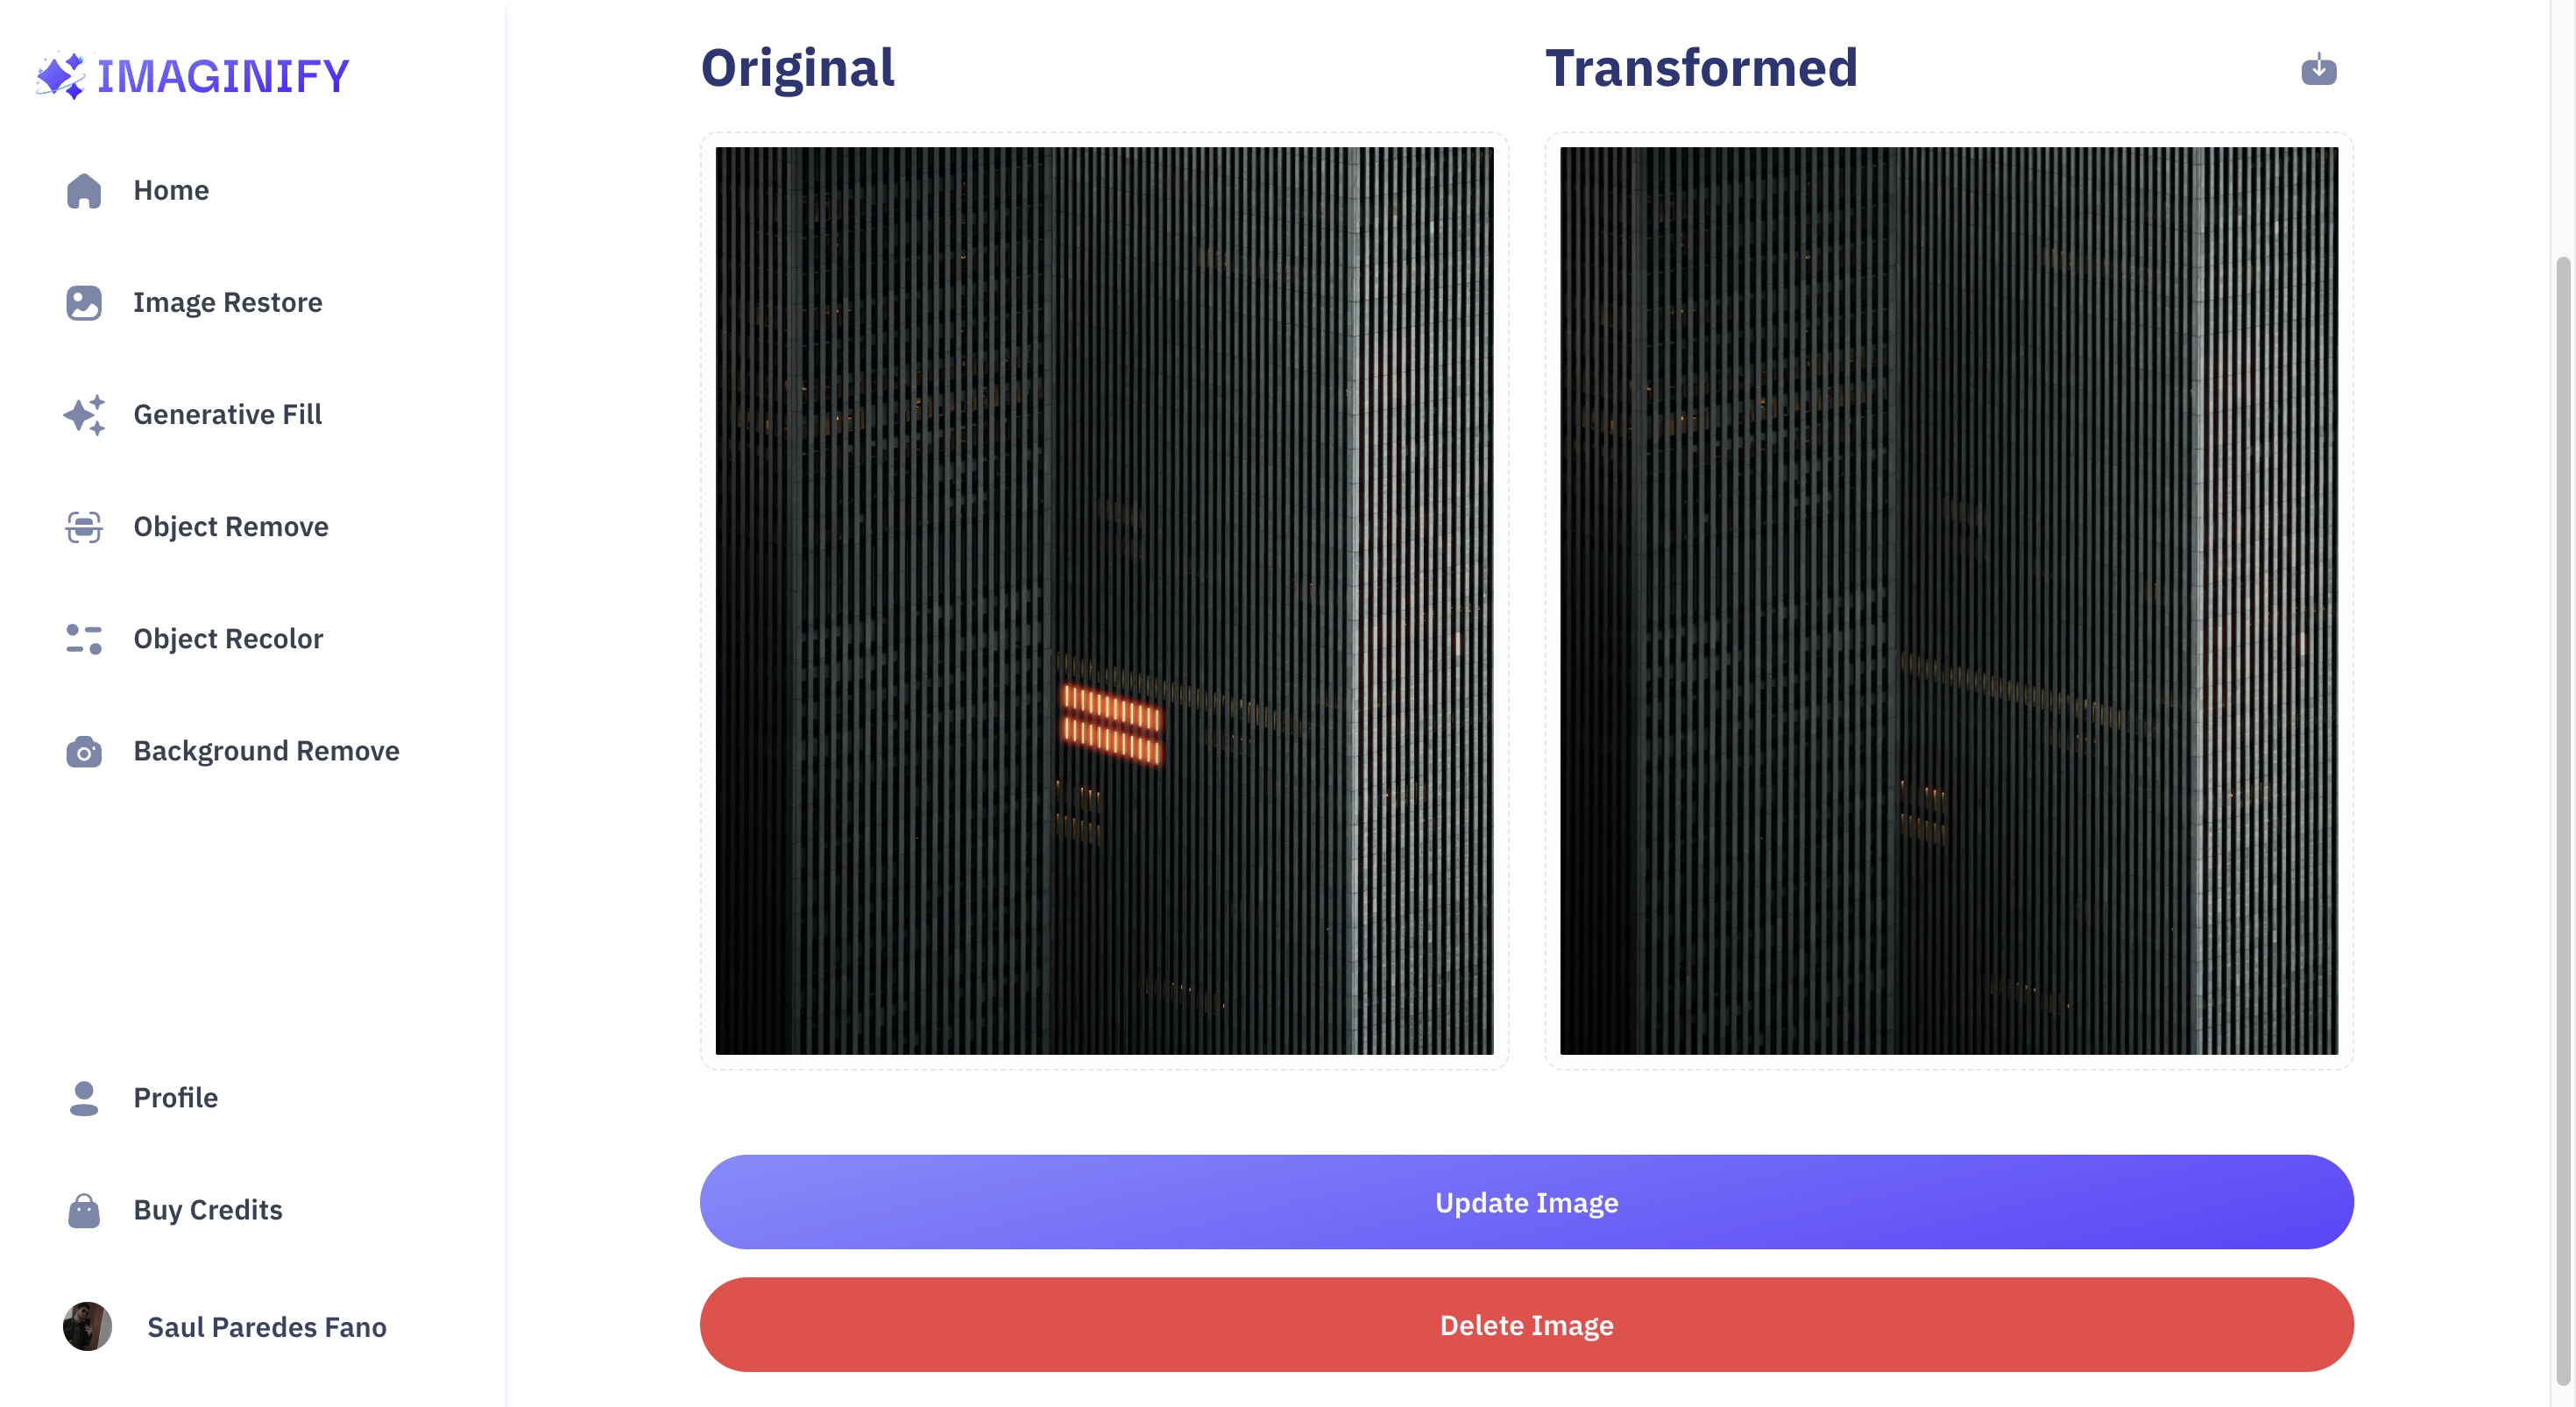 IMAGINIFY
Home
Image Restore
Generative Fill
Object Remove
Object Recolor
Background Remove
Profile
Buy Credits
Saul Paredes Fano
Original
Transformed
Update Image
Delete Image